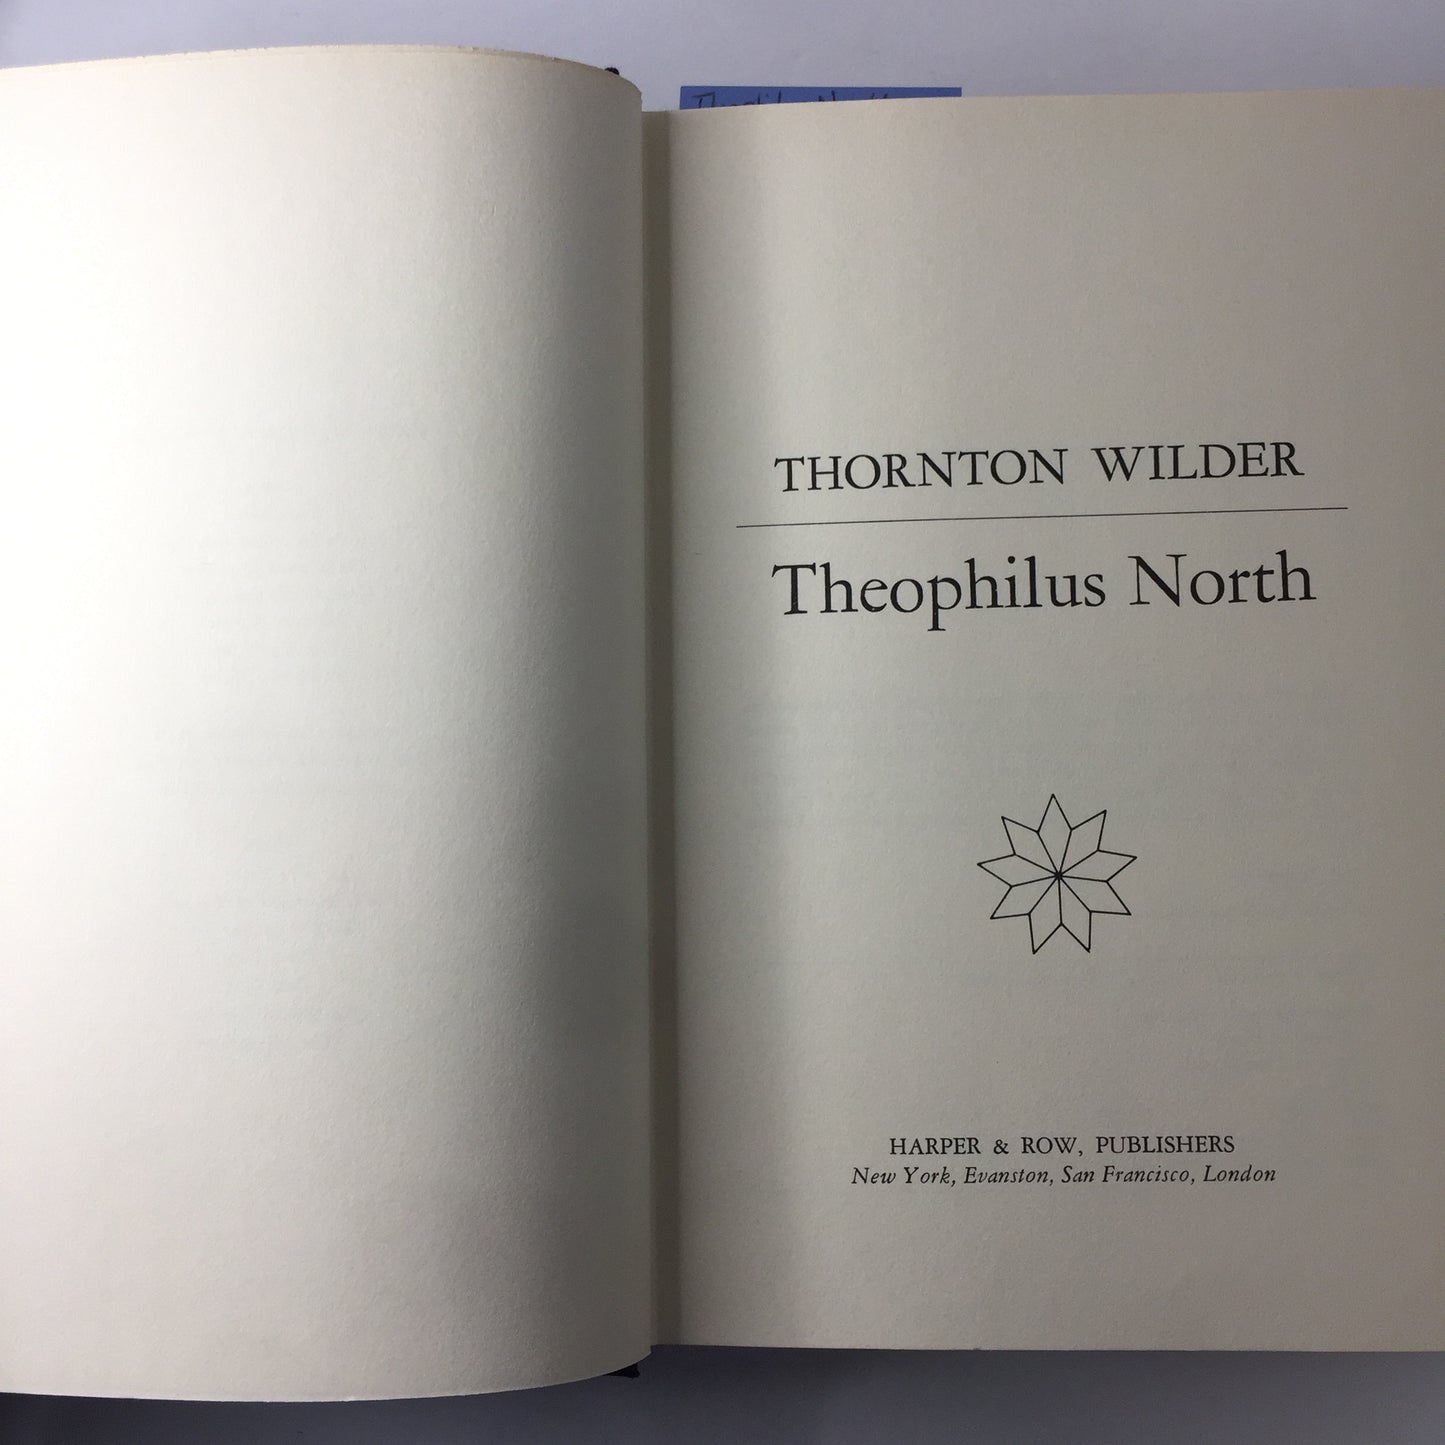 THORNTON WILDER
Theophilus North
HARPER & ROW, PUBLISHERS
New York, Evanston, San Francisco, London